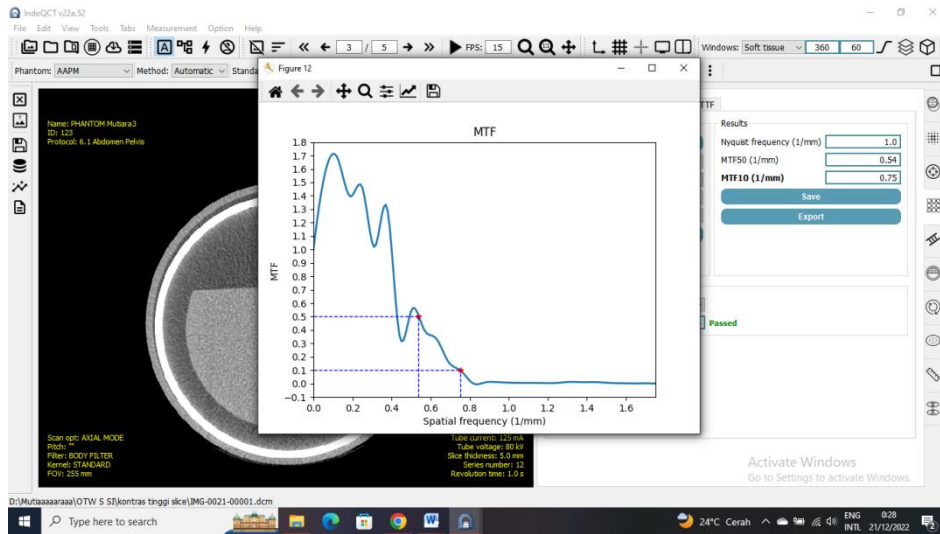 IndoQCT v22a.52
File Edit View Tools Tabs Measurement Option Help
3 / 5 FPS: 15 Windows: Soft tissue 360 60
Phantom: AAPM Method: Automatic Standa
Figure 12
TTF
Name: PHANTOM Mutiara3
ID: 123
Protocol: 6.1 Abdomen Pelvis
MTF
1.8
1.7
1.6
1.5
1.4
1.3
1.2
1.1
1.0
0.9
0.8
0.7
0.6
0.5
0.4
0.3
0.2
0.1
0.0
−0.1
MTF
0.0 0.2 0.4 0.6 0.8 1.0 1.2 1.4 1.6
Spatial frequency (1/mm)
Results
Nyquist frequency (1/mm) 1.0
MTF50 (1/mm) 0.54
MTF10 (1/mm) 0.75
Save
Export
Passed
Scan opt: AXIAL MODE
Pitch: ""
Filter: BODY FILTER
Kernel: STANDARD
FOV: 255 mm
Tube current: 125 mA
Tube voltage: 80 kV
Slice thickness: 5.0 mm
Series number: 12
Revolution time: 1.0 s
Activate Windows
Go to Settings to activate Windows.
D:\Mutiaaaaaraaa\OTW S SI\kontras tinggi slice\IMG-0021-00001.dcm
Type here to search
24°C Cerah
ENG
INTL
0:28
21/12/2022
2